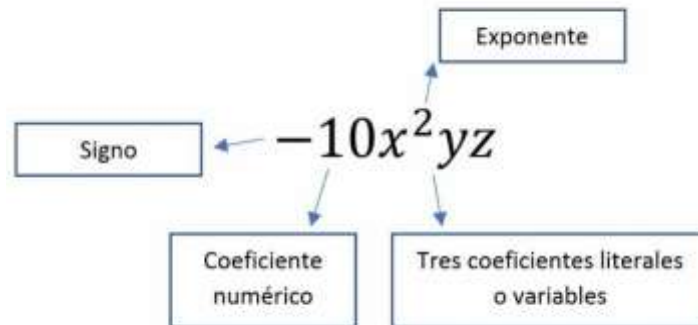 Exponente
Signo
−10x²yz
Coeficiente
numérico
Tres coeficientes literales
o variables